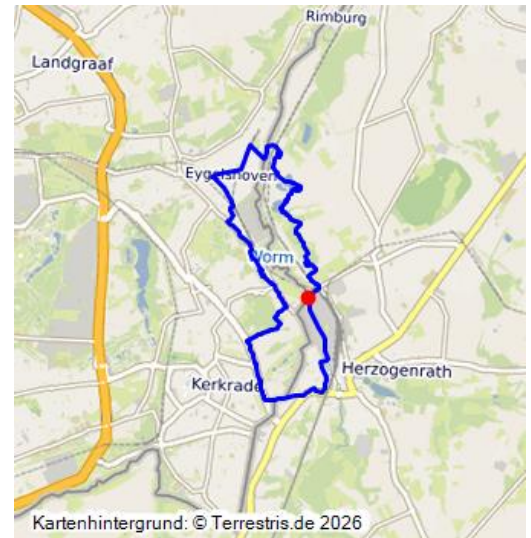 Rimburg
Landgraaf
Eygelshoven
Worm
Herzogenrath
Kerkrade
Kartenhintergrund: © Terrestris.de 2026